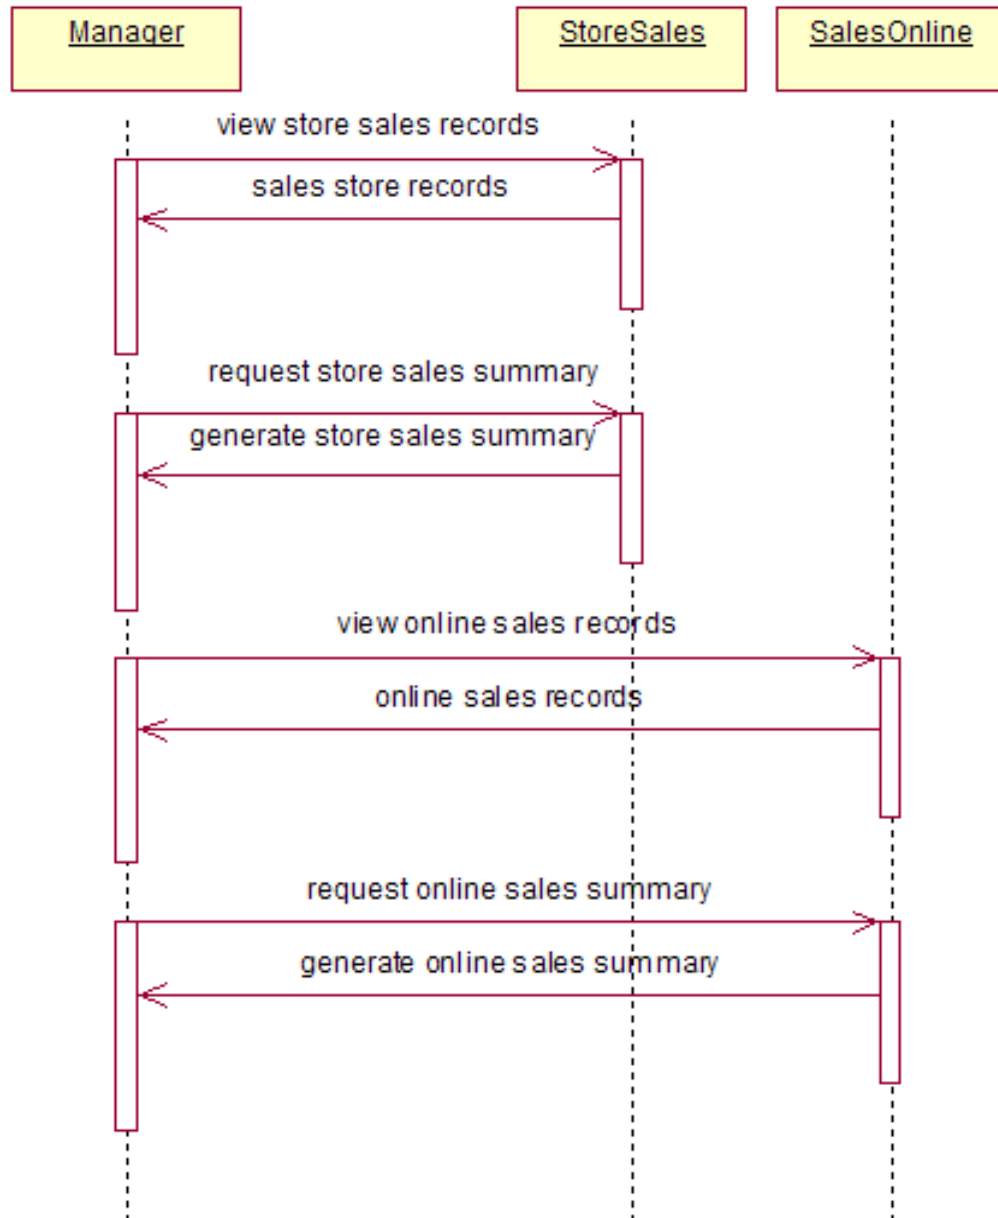 Manager
StoreSales
SalesOnline
view store sales records
sales store records
request store sales summary
generate store sales summary
view online sales records
online sales records
request online sales summary
generate online sales summary